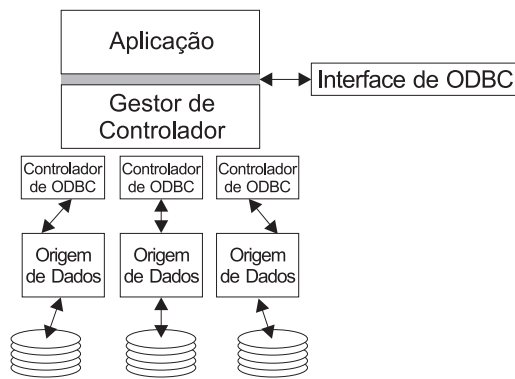 Aplicação
Interface de ODBC
Gestor de
Controlador
Controlador
de ODBC
Controlador
de ODBC
Controlador
de ODBC
Origem
de Dados
Origem
de Dados
Origem
de Dados